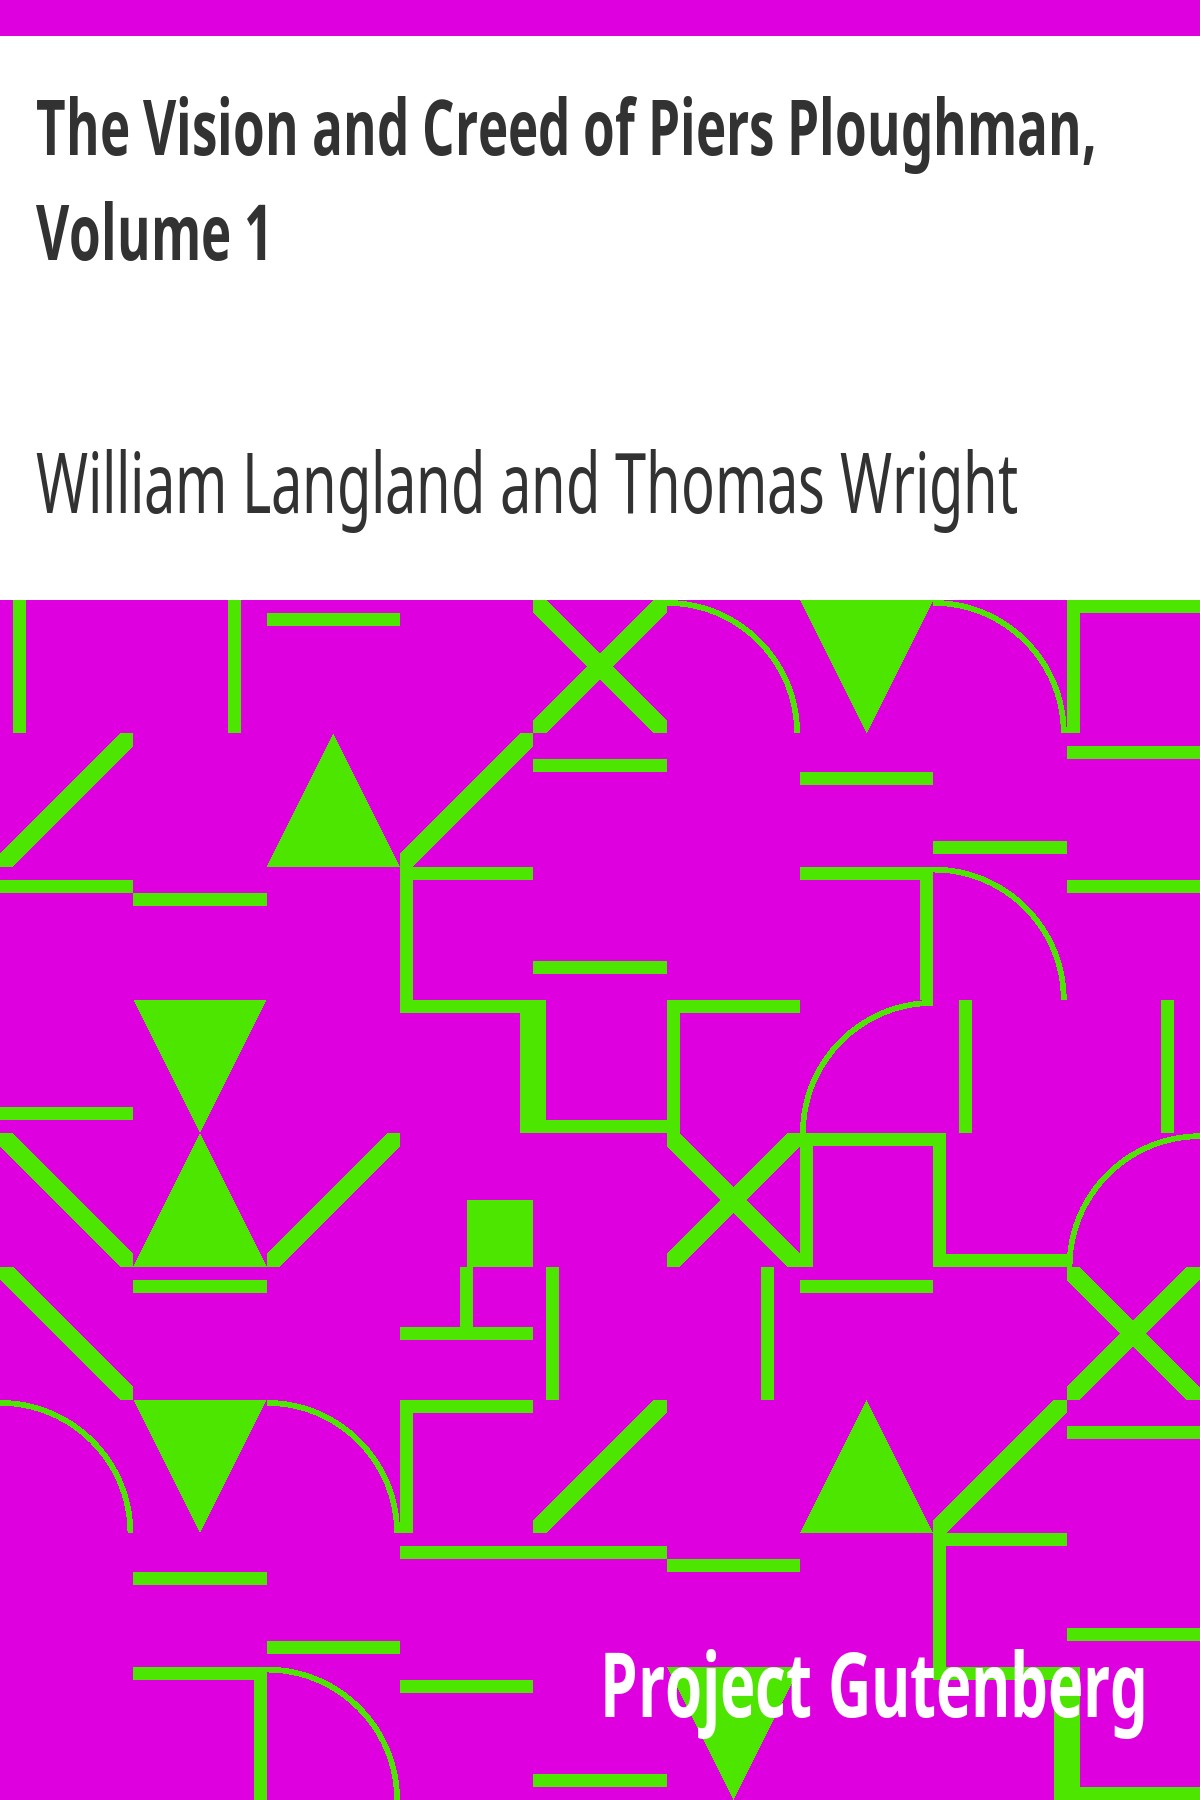 The Vision and Creed of Piers Ploughman,
Volume 1
William Langland and Thomas Wright
Project Gutenberg